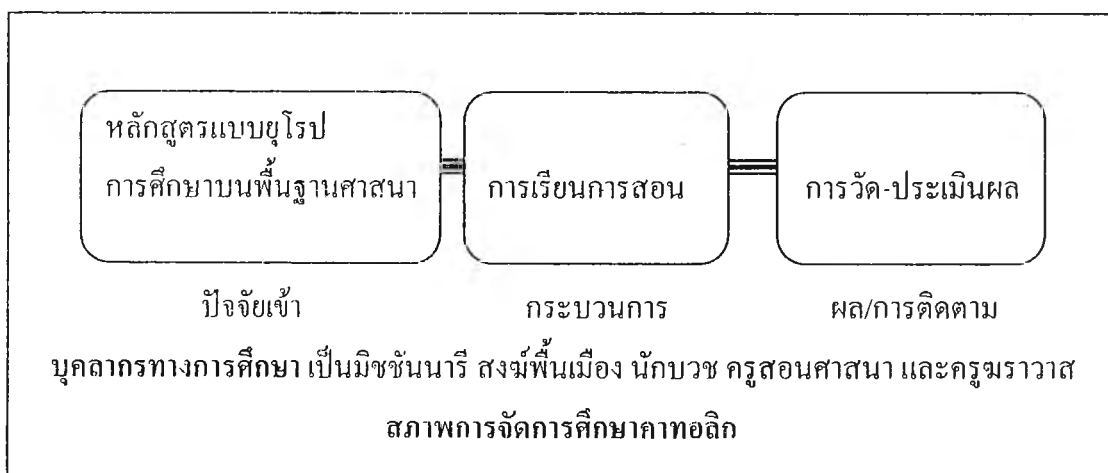 หลักสูตรแบบยุโรป
การศึกษาบนพื้นฐานศาสนา
การเรียนการสอน
การวัด-ประเมินผล
ปัจจัยเข้า
กระบวนการ
ผล/การติดตาม
บุคลากรทางการศึกษา เป็นมิชชันนารี สงฆ์พื้นเมือง นักบวช ครูสอนศาสนา และครูฆราวาส
สภาพการจัดการศึกษาคาทอลิก